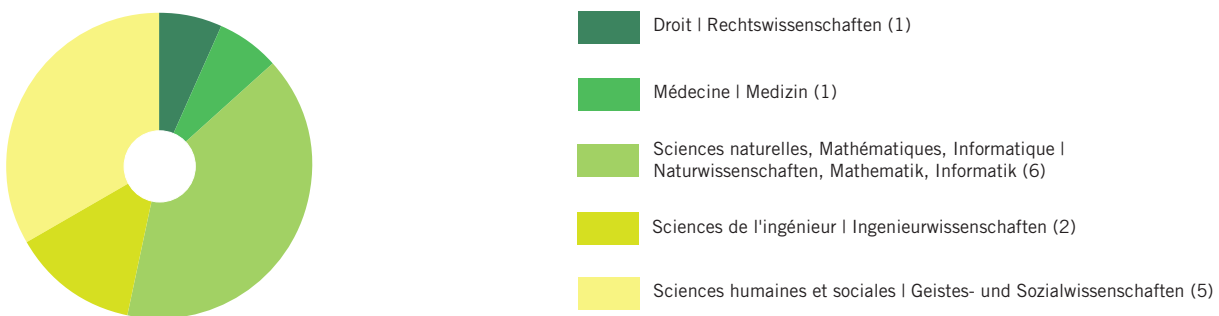 Droit | Rechtswissenschaften (1)
Médecine | Medizin (1)
Sciences naturelles, Mathématiques, Informatique |
Naturwissenschaften, Mathematik, Informatik (6)
Sciences de l'ingénieur | Ingenieurwissenschaften (2)
Sciences humaines et sociales | Geistes- und Sozialwissenschaften (5)